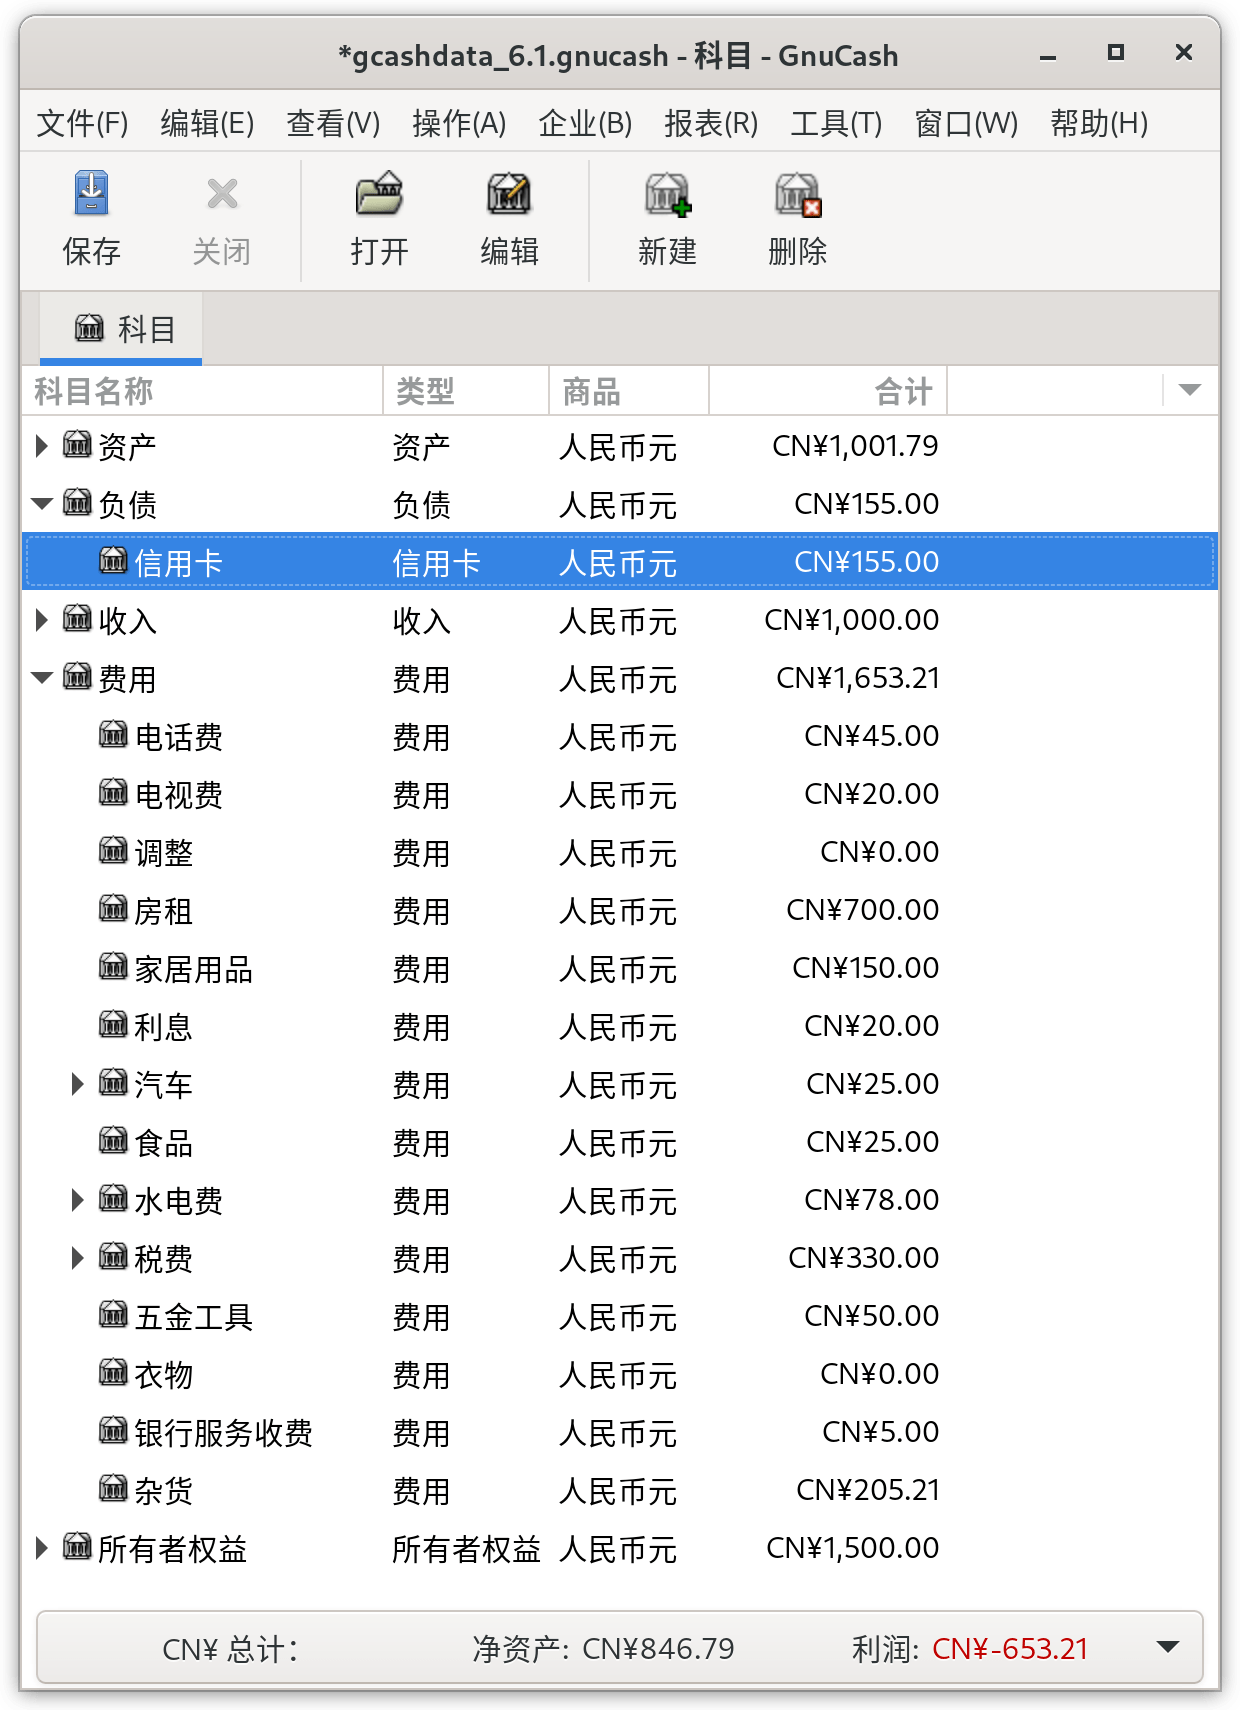 *gcashdata_6.1.gnucash - 科目 - GnuCash
文件(F) 编辑(E) 查看(V) 操作(A) 企业(B) 报表(R) 工具(T) 窗口(W) 帮助(H)
保存 关闭 打开 编辑 新建 删除
科目
科目名称 类型 商品 合计
资产 资产 人民币元 CN¥1,001.79
负债 负债 人民币元 CN¥155.00
信用卡 信用卡 人民币元 CN¥155.00
收入 收入 人民币元 CN¥1,000.00
费用 费用 人民币元 CN¥1,653.21
电话费 费用 人民币元 CN¥45.00
电视费 费用 人民币元 CN¥20.00
调整 费用 人民币元 CN¥0.00
房租 费用 人民币元 CN¥700.00
家居用品 费用 人民币元 CN¥150.00
利息 费用 人民币元 CN¥20.00
汽车 费用 人民币元 CN¥25.00
食品 费用 人民币元 CN¥25.00
水电费 费用 人民币元 CN¥78.00
税费 费用 人民币元 CN¥330.00
五金工具 费用 人民币元 CN¥50.00
衣物 费用 人民币元 CN¥0.00
银行服务收费 费用 人民币元 CN¥5.00
杂货 费用 人民币元 CN¥205.21
所有者权益 所有者权益 人民币元 CN¥1,500.00
CN¥ 总计： 净资产: CN¥846.79 利润: CN¥-653.21